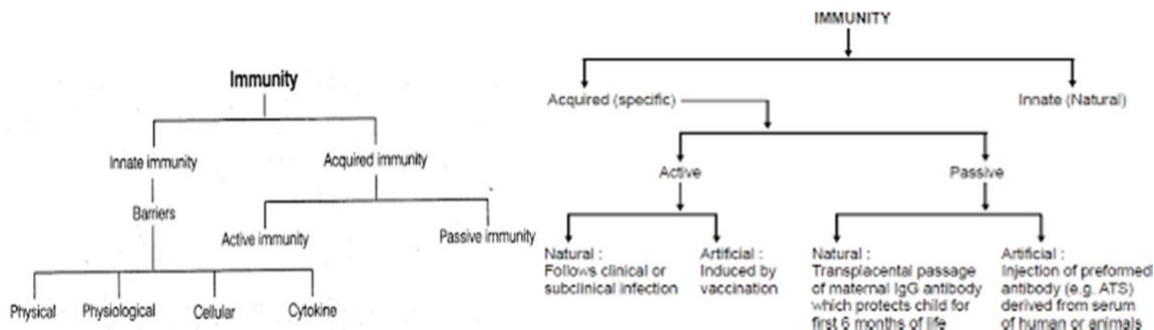 Immunity
Innate immunity
Acquired immunity
Barriers
Active immunity
Passive immunity
Physical
Physiological
Cellular
Cytokine
IMMUNITY
Acquired (specific)
Innate (Natural)
Active
Passive
Natural :
Follows clinical or
subclinical infection
Artificial :
Induced by
vaccination
Natural :
Transplacental passage
of maternal IgG antibody
which protects child for
first 6 months of life
Artificial :
Injection of preformed
antibody (e.g. ATS)
derived from serum
of human or animals